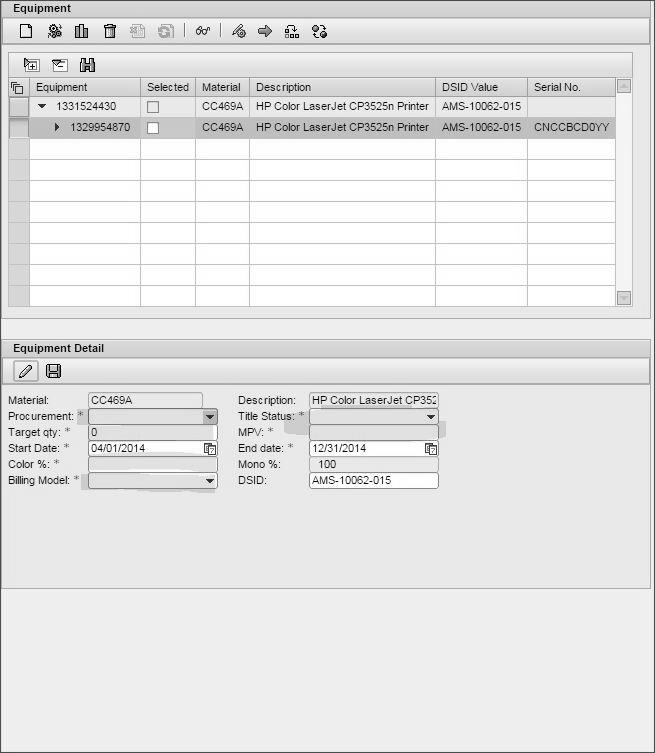 Equipment
Equipment Selected Material Description DSID Value Serial No.
1331524430 CC469A HP Color LaserJet CP3525n Printer AMS-10062-015
1329954870 CC469A HP Color LaserJet CP3525n Printer AMS-10062-015 CNCCBCD0YY
Equipment Detail
Material: CC469A Description: HP Color LaserJet CP352
Procurement: * Title Status: *
Target qty: * 0 MPV: *
Start Date: * 04/01/2014 End date: * 12/31/2014
Color %: * Mono %: 100
Billing Model: * DSID: AMS-10062-015